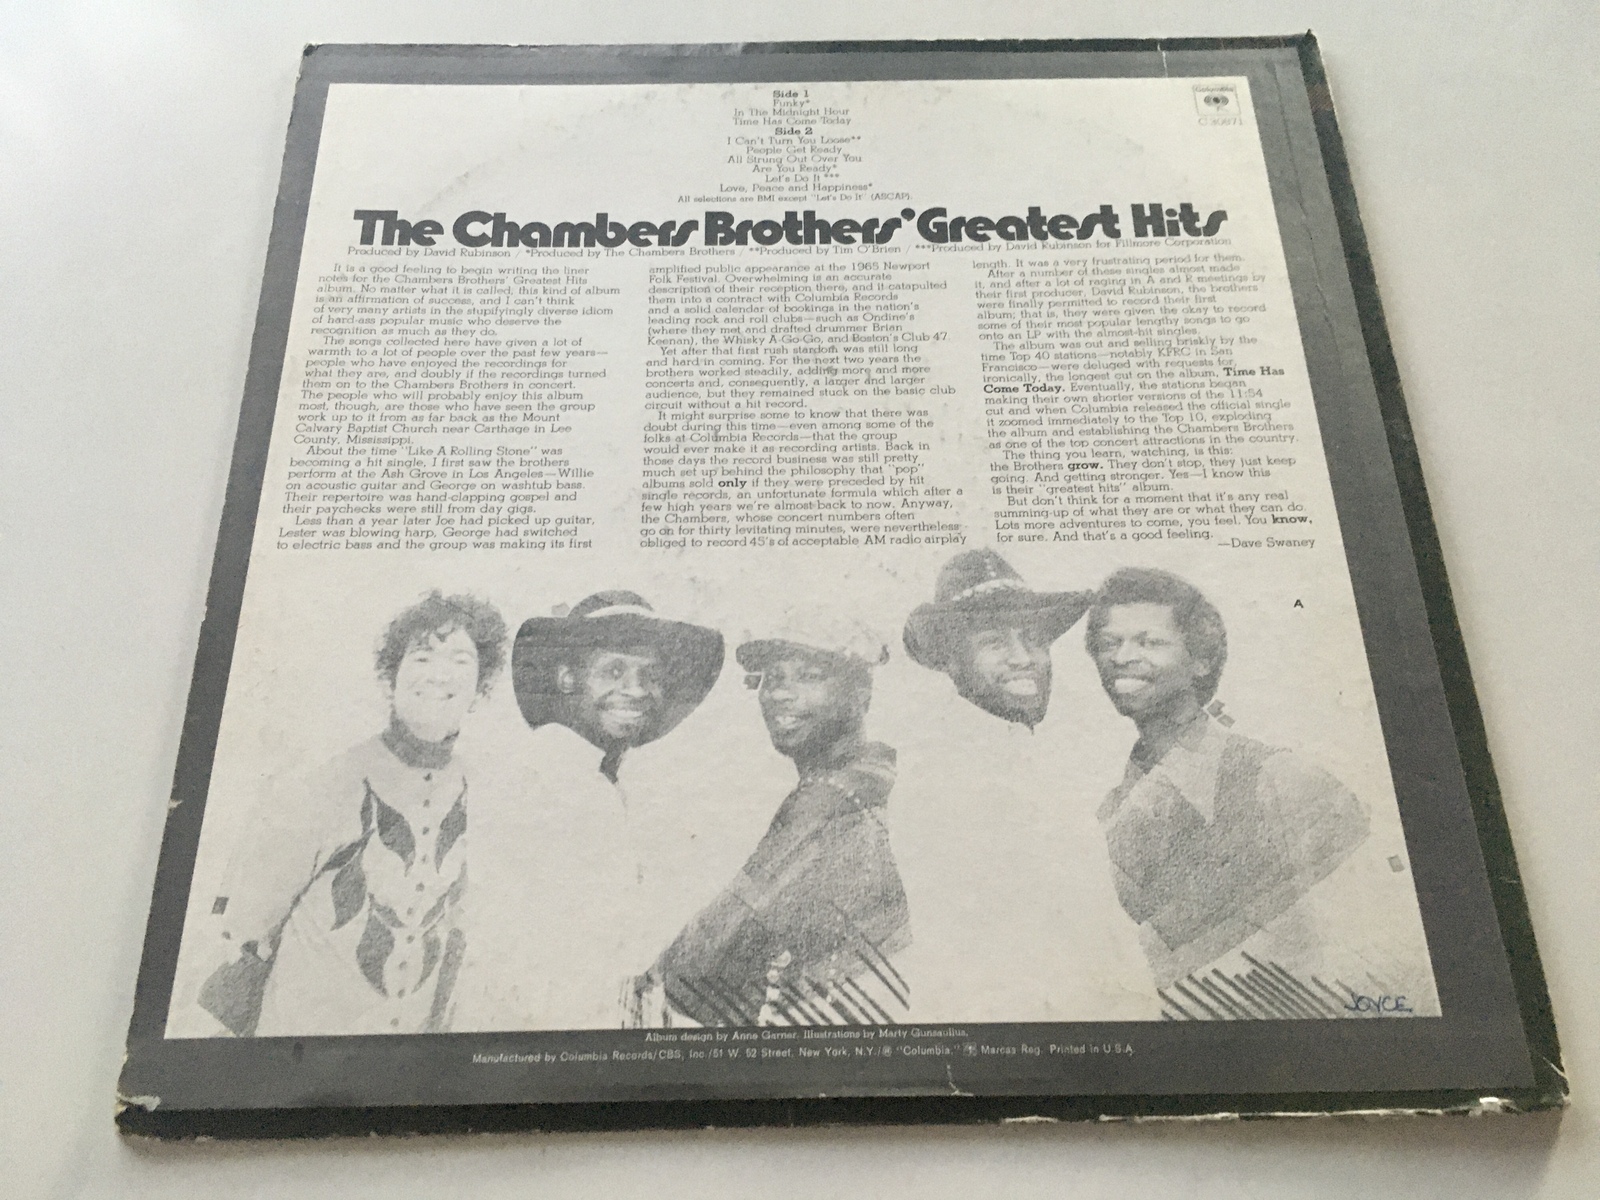 Side 1
Funky*
In The Midnight Hour
Time Has Come Today
Side 2
I Can't Turn You Loose**
People Get Ready
All Strung Out Over You
Are You Ready*
Let's Do It ***
Love, Peace and Happiness*
All selections are BMI except "Let's Do It" (ASCAP).
Columbia
C 30871
The Chambers Brothers' Greatest Hits
Produced by David Rubinson / *Produced by The Chambers Brothers / **Produced by Tim O'Brien / ***Produced by David Rubinson for Fillmore Corporation
It is a good feeling to begin writing the liner
notes for the Chambers Brothers' Greatest Hits
album. No matter what it is called, this kind of album
is an affirmation of success, and I can't think
of very many artists in the stupifyingly diverse idiom
of hard-ass popular music who deserve the
recognition as much as they do.
The songs collected here have given a lot of
warmth to a lot of people over the past few years—
people who have enjoyed the recordings for
what they are, and doubly if the recordings turned
them on to the Chambers Brothers in concert.
The people who will probably enjoy this album
most, though, are those who have seen the group
work up to it from as far back as the Mount
Calvary Baptist Church near Carthage in Lee
County, Mississippi.
About the time "Like A Rolling Stone" was
becoming a hit single, I first saw the brothers
perform at the Ash Grove in Los Angeles—Willie
on acoustic guitar and George on washtub bass.
Their repertoire was hand-clapping gospel and
their paychecks were still from day gigs.
Less than a year later Joe had picked up guitar,
Lester was blowing harp, George had switched
to electric bass and the group was making its first
amplified public appearance at the 1965 Newport
Folk Festival. Overwhelming is an accurate
description of their reception there, and it catapulted
them into a contract with Columbia Records
and a solid calendar of bookings in the nation's
leading rock and roll clubs—such as Ondine's
(where they met and drafted drummer Brian
Keenan), the Whisky A-Go-Go, and Boston's Club 47.
Yet after that first rush stardom was still long
and hard in coming. For the next two years the
brothers worked steadily, adding more and more
concerts and, consequently, a larger and larger
audience, but they remained stuck on the basic club
circuit without a hit record.
It might surprise some to know that there was
doubt during this time—even among some of the
folks at Columbia Records—that the group
would ever make it as recording artists. Back in
those days the record business was still pretty
much set up behind the philosophy that "pop"
albums sold only if they were preceded by hit
single records, an unfortunate formula which after a
few high years we're almost back to now. Anyway,
the Chambers, whose concert numbers often
go on for thirty levitating minutes, were nevertheless
obliged to record 45's of acceptable AM radio airplay
length. It was a very frustrating period for them.
After a number of these singles almost made
it, and after a lot of raging in A and R meetings by
their first producer, David Rubinson, the brothers
were finally permitted to record their first
album; that is, they were given the okay to record
some of their most popular lengthy songs to go
onto an LP with the almost-hit singles.
The album was out and selling briskly by the
time Top 40 stations—notably KFRC in San
Francisco—were deluged with requests for,
ironically, the longest cut on the album, Time Has
Come Today. Eventually, the stations began
making their own shorter versions of the 11:54
cut and when Columbia released the official single
it zoomed immediately to the Top 10, exploding
the album and establishing the Chambers Brothers
as one of the top concert attractions in the country.
The thing you learn, watching, is this:
the Brothers grow. They don't stop, they just keep
going. And getting stronger. Yes—I know this
is their "greatest hits" album.
But don't think for a moment that it's any real
summing-up of what they are or what they can do.
Lots more adventures to come, you feel. You know,
for sure. And that's a good feeling.
—Dave Swaney
A
JOYCE
Album design by Anne Garner. Illustrations by Marty Gunsaullus.
Manufactured by Columbia Records/CBS, Inc./51 W. 52 Street, New York, N.Y./® "Columbia," Marcas Reg. Printed in U.S.A.